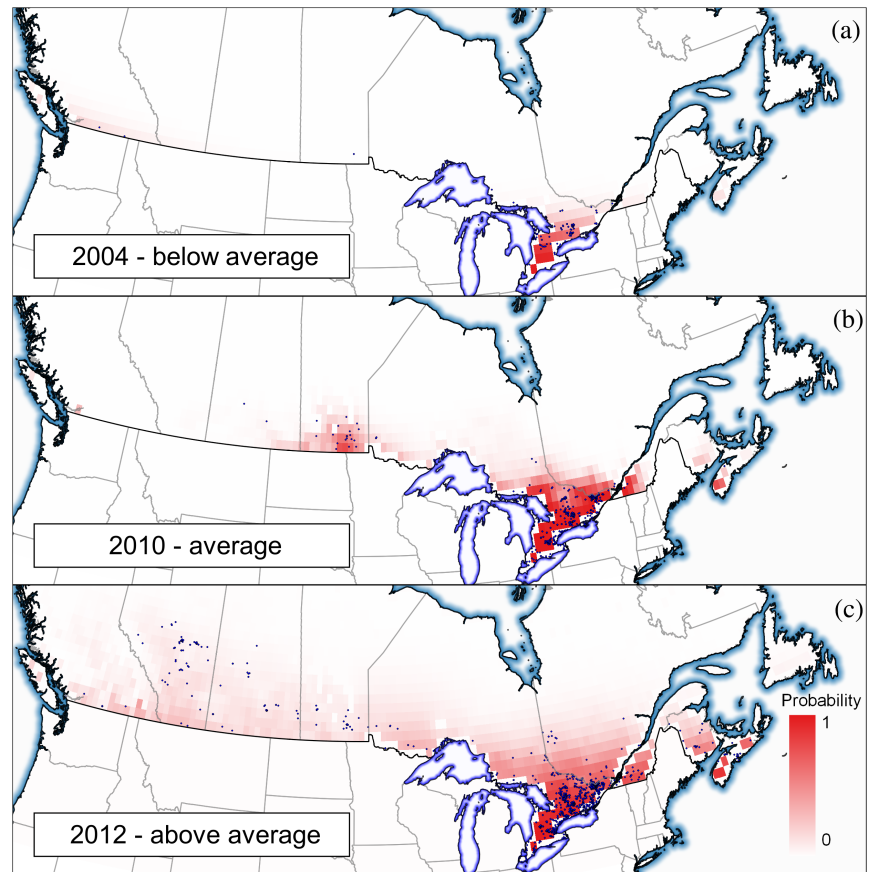 (a)
2004 - below average
(b)
2010 - average
(c)
Probability
1
0
2012 - above average